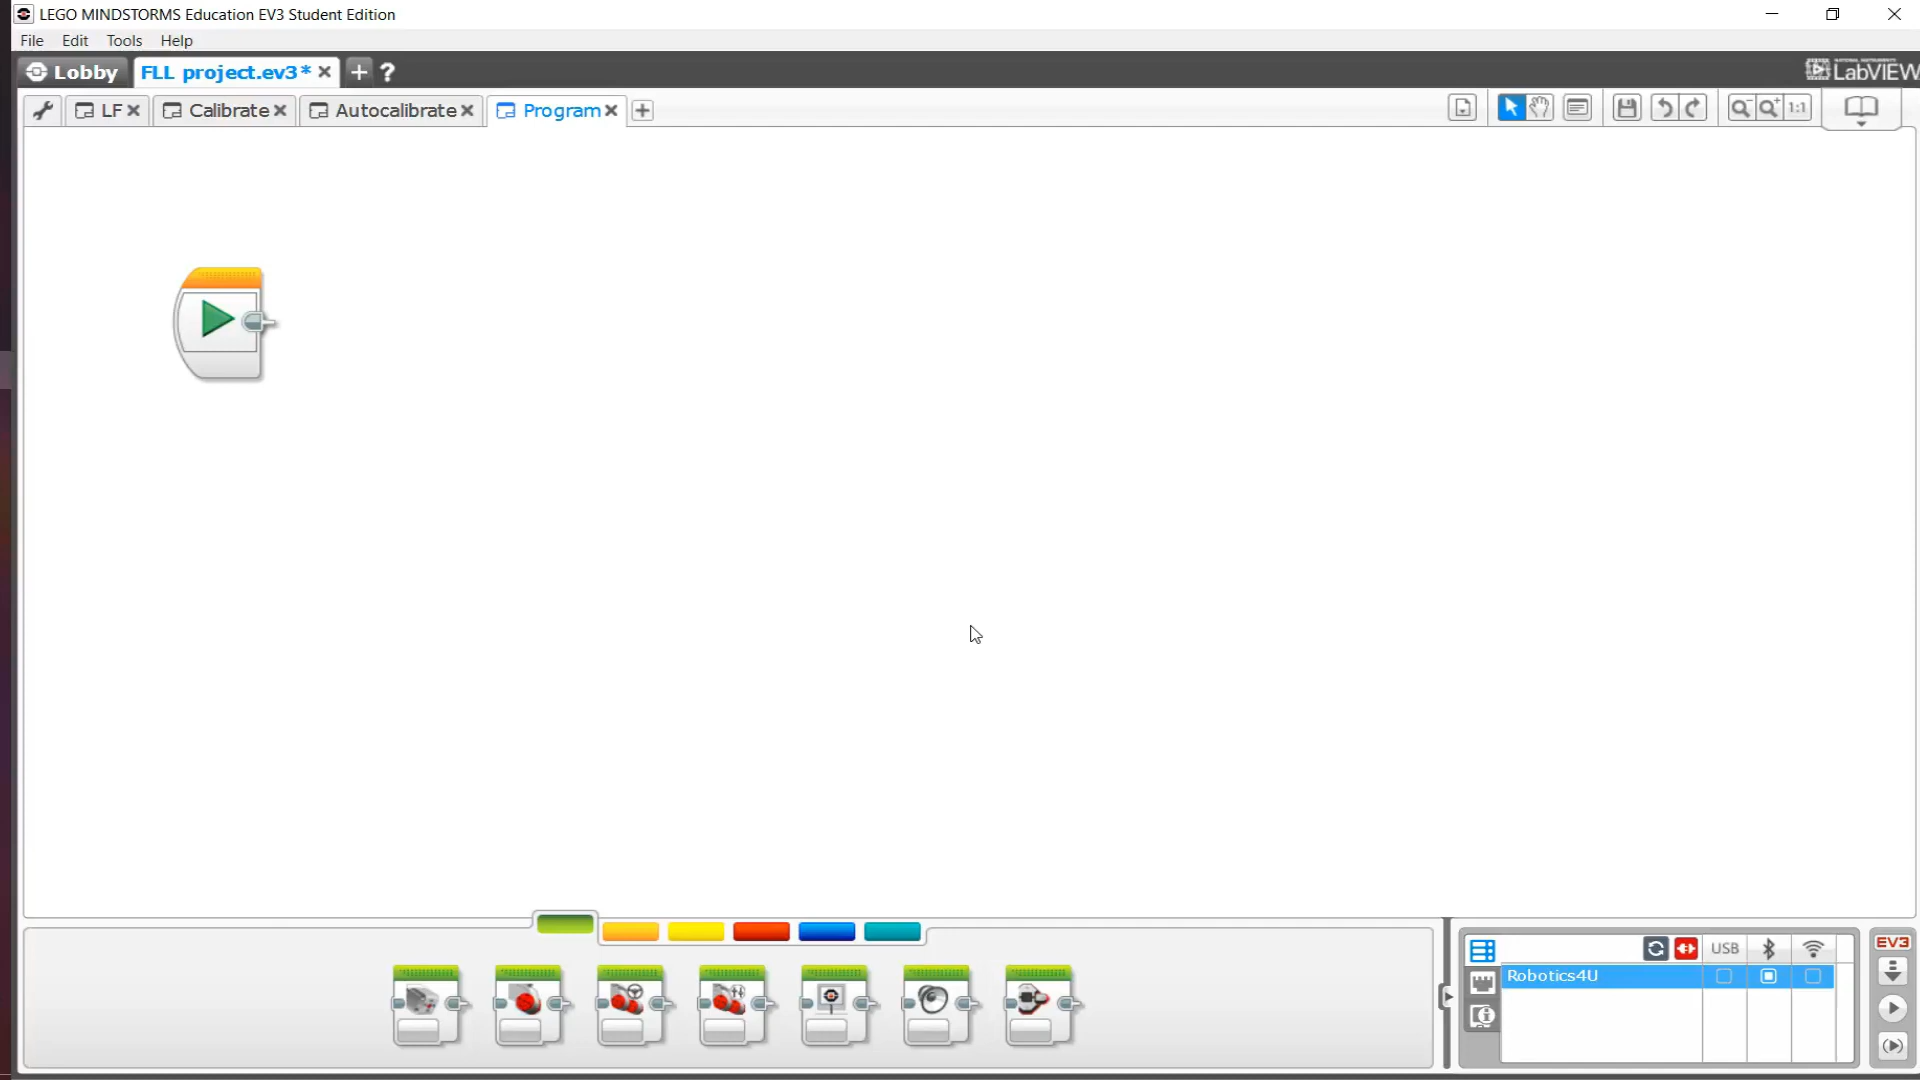 LEGO MINDSTORMS Education EV3 Student Edition
File Edit Tools Help
Lobby FLL project.ev3* + ?
LabVIEW
LF Calibrate Autocalibrate Program
1:1
USB
Robotics4U
EV3